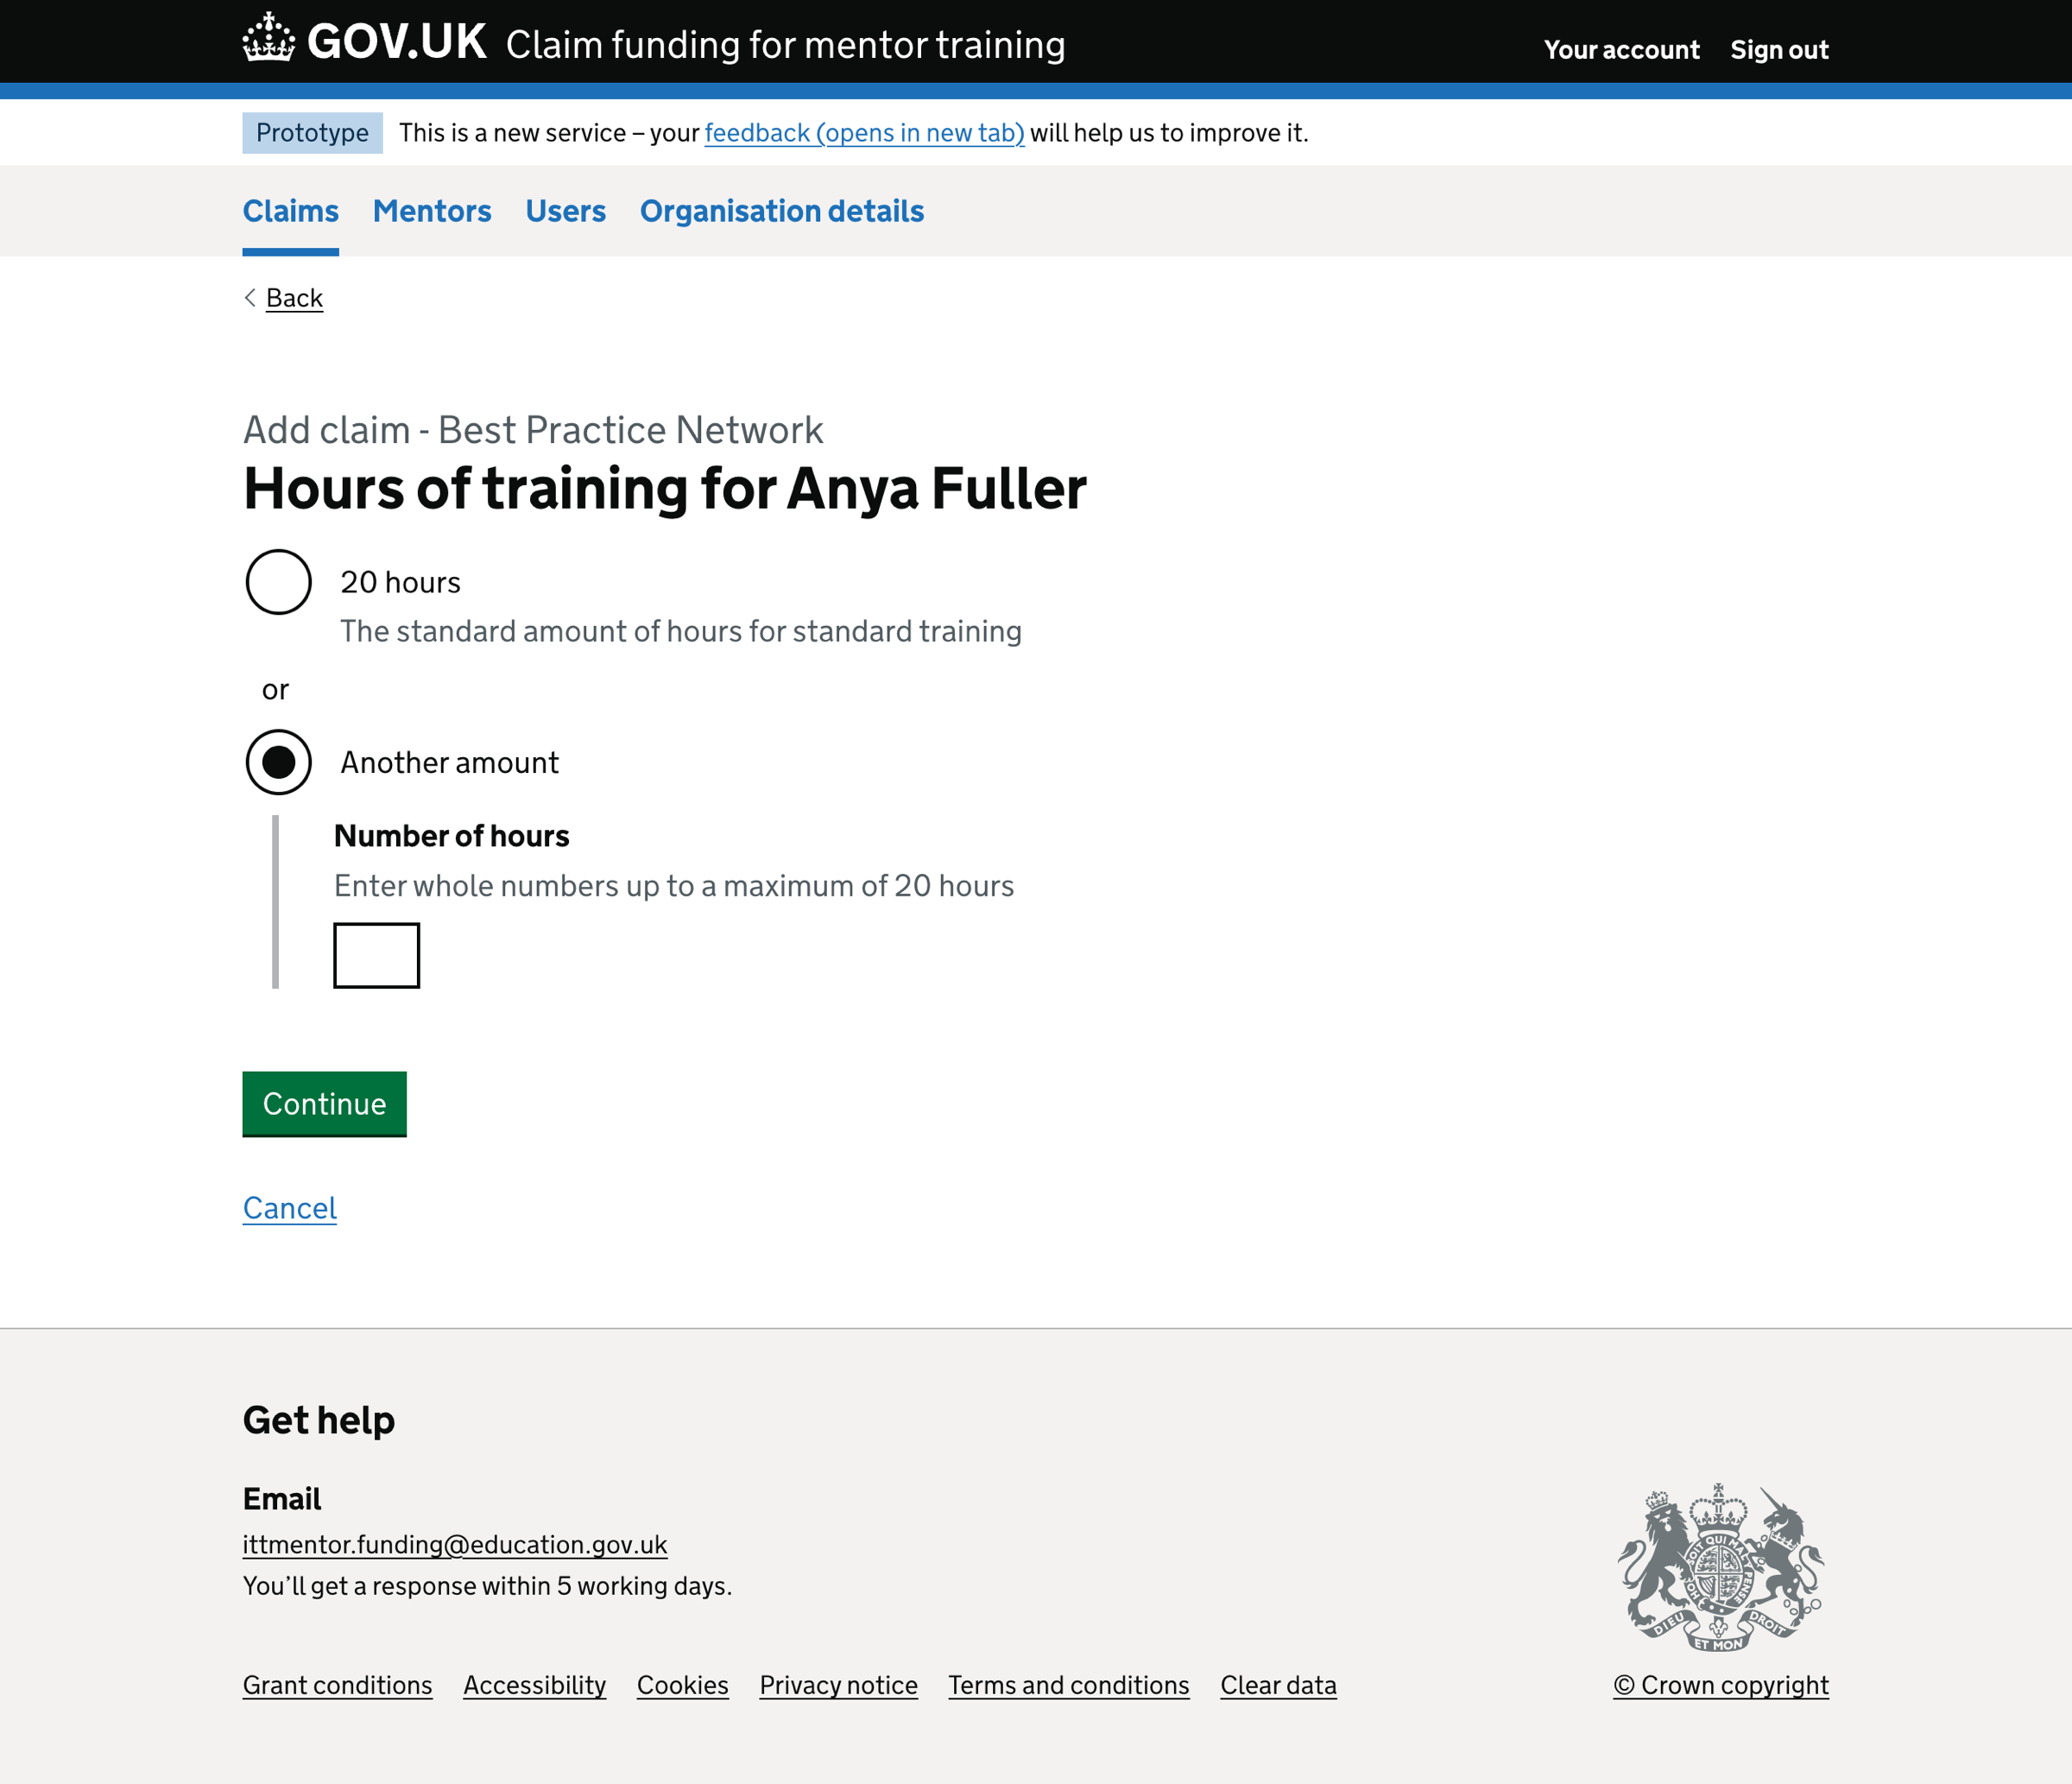 GOV.UK Claim funding for mentor training
Your account Sign out
Prototype This is a new service – your feedback (opens in new tab) will help us to improve it.
Claims Mentors Users Organisation details
Back
Add claim - Best Practice Network
Hours of training for Anya Fuller
20 hours
The standard amount of hours for standard training
or
Another amount
Number of hours
Enter whole numbers up to a maximum of 20 hours
Continue
Cancel
Get help
Email
ittmentor.funding@education.gov.uk
You’ll get a response within 5 working days.
DIEU ET MON DROIT
Grant conditions Accessibility Cookies Privacy notice Terms and conditions Clear data
© Crown copyright